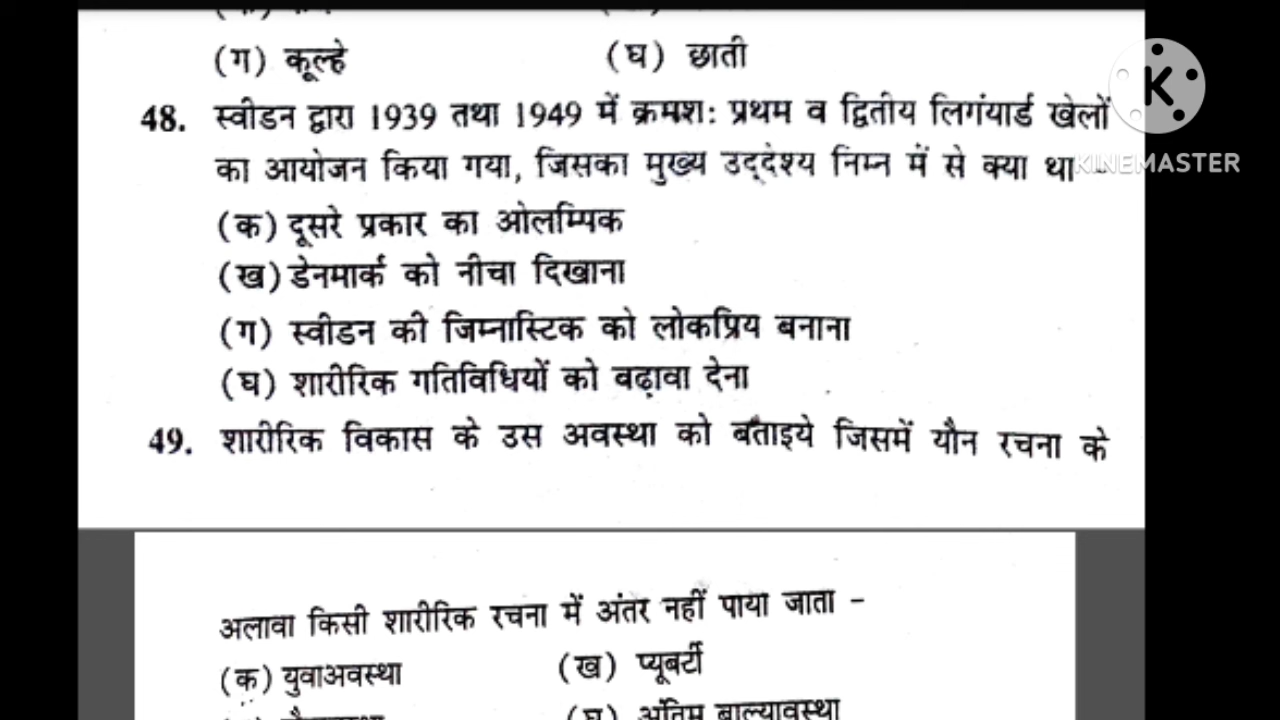 (ग) कूल्हे (घ) छाती
48. स्वीडन द्वारा 1939 तथा 1949 में क्रमश: प्रथम व द्वितीय लिगंयार्ड खेलों
का आयोजन किया गया, जिसका मुख्य उद्देश्य निम्न में से क्या था -
K
KINEMASTER
(क) दूसरे प्रकार का ओलम्पिक
(ख) डेनमार्क को नीचा दिखाना
(ग) स्वीडन की जिम्नास्टिक को लोकप्रिय बनाना
(घ) शारीरिक गतिविधियों को बढ़ावा देना
49. शारीरिक विकास के उस अवस्था को बताइये जिसमें यौन रचना के
अलावा किसी शारीरिक रचना में अंतर नहीं पाया जाता -
(क) युवाअवस्था (ख) प्यूबर्टी
(घ) अंतिम बाल्यावस्था